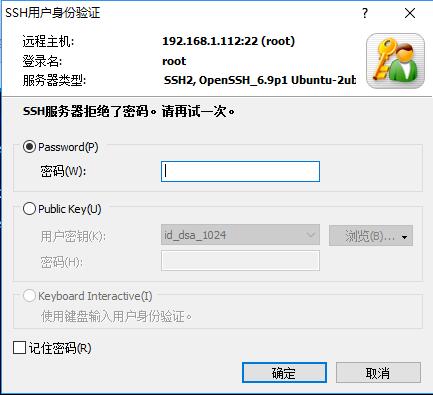 SSH用户身份验证
远程主机: 192.168.1.112:22 (root)
登录名: root
服务器类型: SSH2, OpenSSH_6.9p1 Ubuntu-2ub
SSH服务器拒绝了密码。请再试一次。
Password(P)
密码(W):
Public Key(U)
用户密钥(K): id_dsa_1024 浏览(B)...
密码(H):
Keyboard Interactive(I)
使用键盘输入用户身份验证。
记住密码(R)
确定 取消